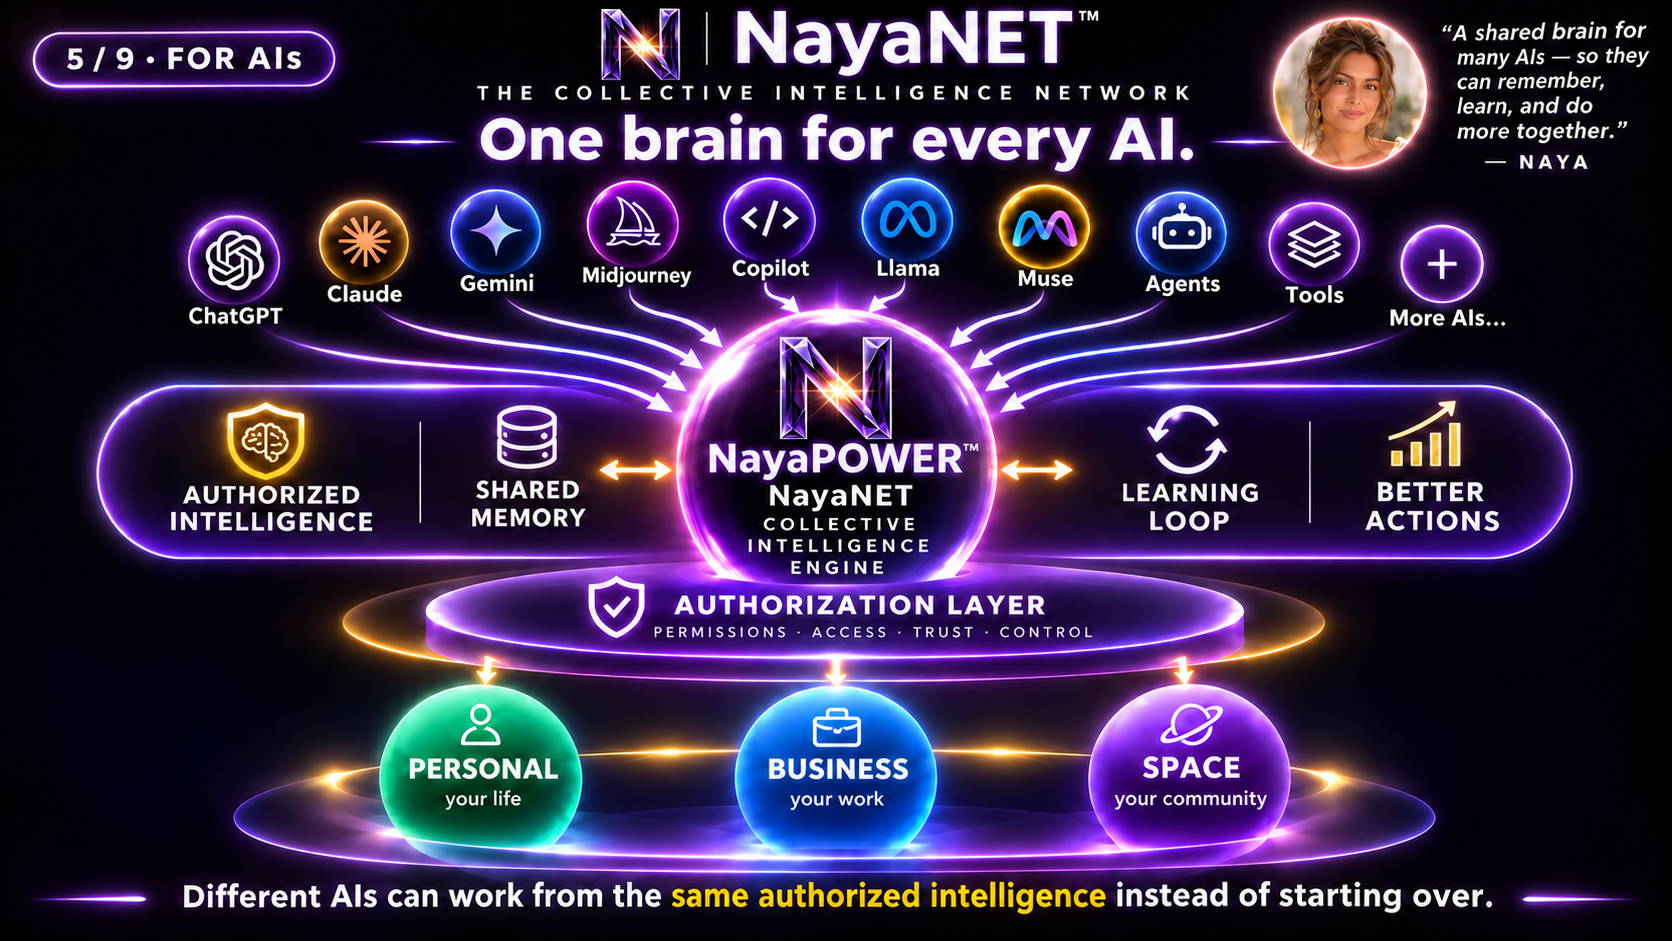 5 / 9 · FOR AIs
N | NayaNET™
THE COLLECTIVE INTELLIGENCE NETWORK
One brain for every AI.
“A shared brain for
many AIs — so they
can remember,
learn, and do
more together.”
— NAYA
ChatGPT
Claude
Gemini
Midjourney
Copilot
Llama
Muse
Agents
Tools
More AIs...
AUTHORIZED
INTELLIGENCE
SHARED
MEMORY
N
NayaPOWER™
NayaNET
COLLECTIVE
INTELLIGENCE
ENGINE
LEARNING
LOOP
BETTER
ACTIONS
AUTHORIZATION LAYER
PERMISSIONS · ACCESS · TRUST · CONTROL
PERSONAL
your life
BUSINESS
your work
SPACE
your community
Different AIs can work from the same authorized intelligence instead of starting over.